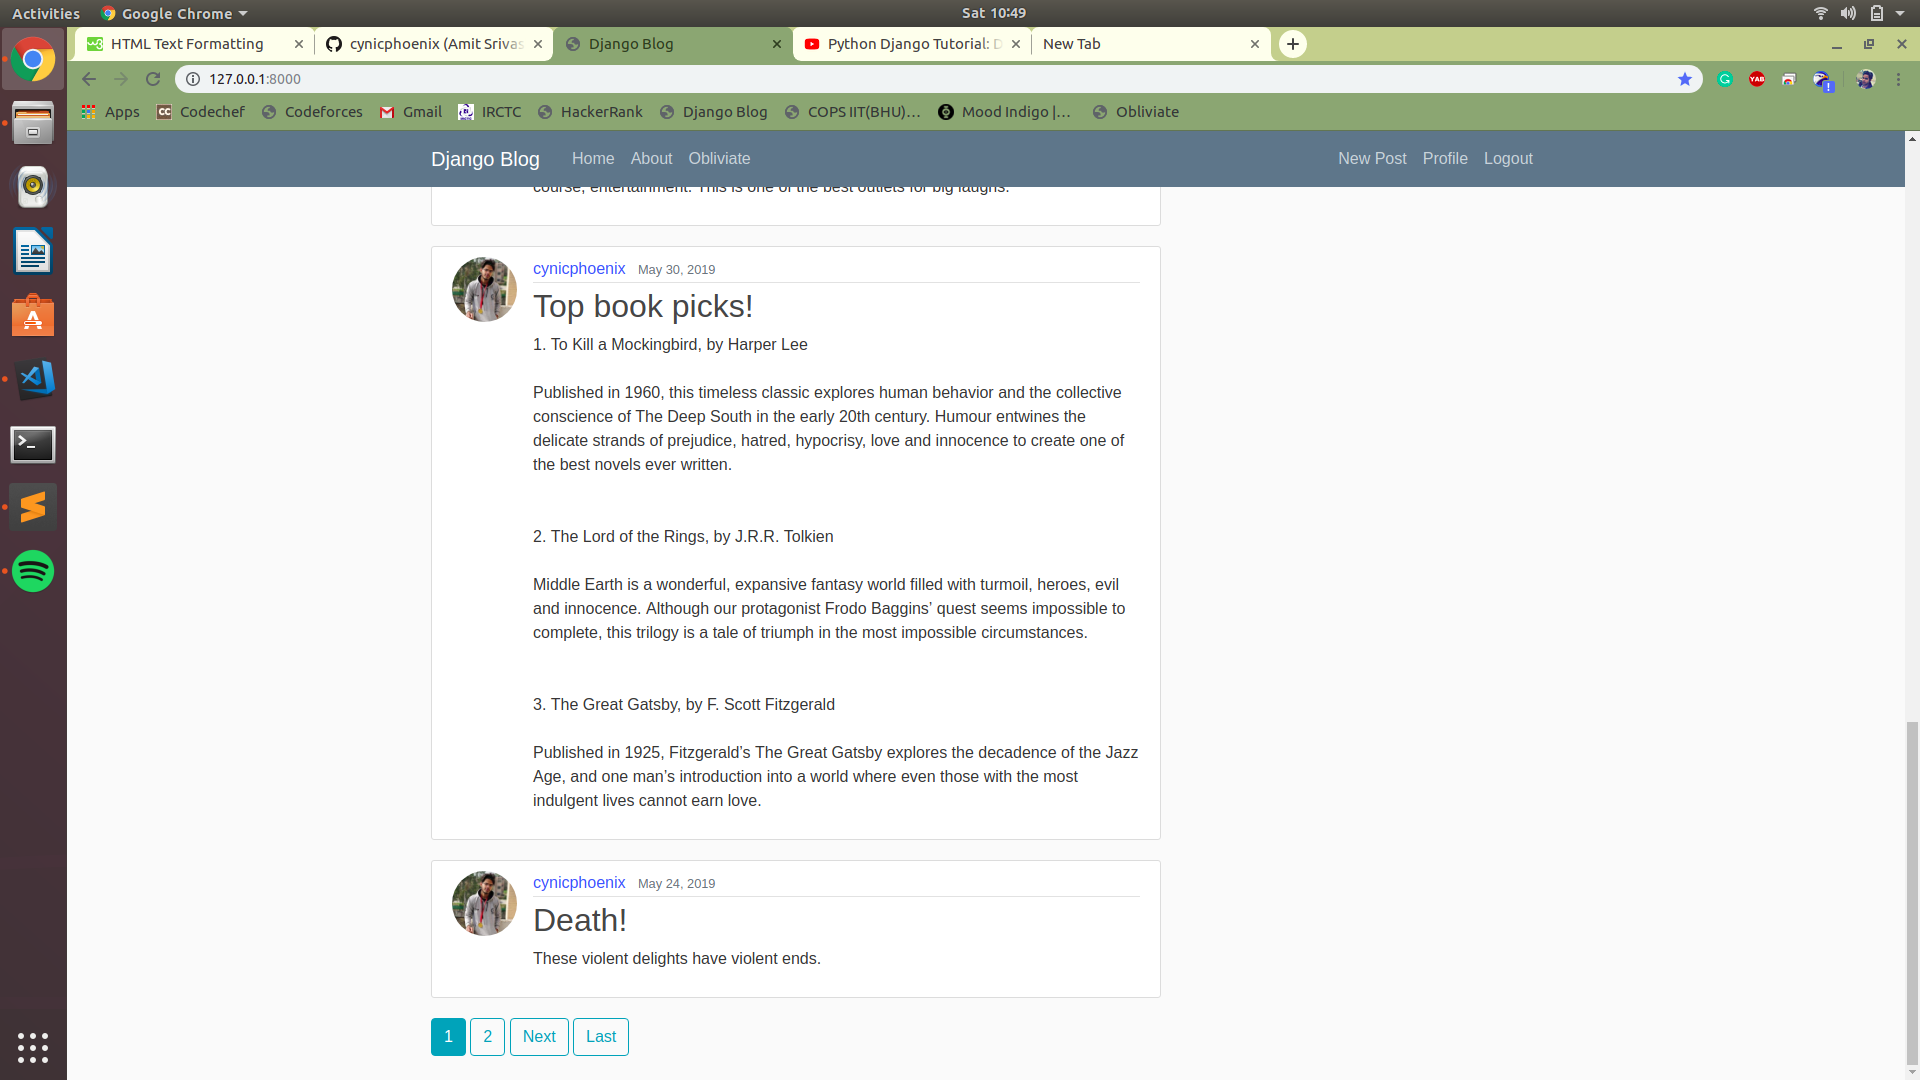 Activities
Google Chrome
Sat 10:49
HTML Text Formatting
cynicphoenix (Amit Srivas
Django Blog
Python Django Tutorial: D
New Tab
127.0.0.1:8000
Apps
Codechef
Codeforces
Gmail
IRCTC
HackerRank
Django Blog
COPS IIT(BHU)…
Mood Indigo |…
Obliviate
Django Blog
Home
About
Obliviate
New Post
Profile
Logout
course, entertainment. This is one of the best outlets for big laughs.
cynicphoenix May 30, 2019
Top book picks!
1. To Kill a Mockingbird, by Harper Lee
Published in 1960, this timeless classic explores human behavior and the collective
conscience of The Deep South in the early 20th century. Humour entwines the
delicate strands of prejudice, hatred, hypocrisy, love and innocence to create one of
the best novels ever written.
2. The Lord of the Rings, by J.R.R. Tolkien
Middle Earth is a wonderful, expansive fantasy world filled with turmoil, heroes, evil
and innocence. Although our protagonist Frodo Baggins’ quest seems impossible to
complete, this trilogy is a tale of triumph in the most impossible circumstances.
3. The Great Gatsby, by F. Scott Fitzgerald
Published in 1925, Fitzgerald’s The Great Gatsby explores the decadence of the Jazz
Age, and one man’s introduction into a world where even those with the most
indulgent lives cannot earn love.
cynicphoenix May 24, 2019
Death!
These violent delights have violent ends.
1 2 Next Last